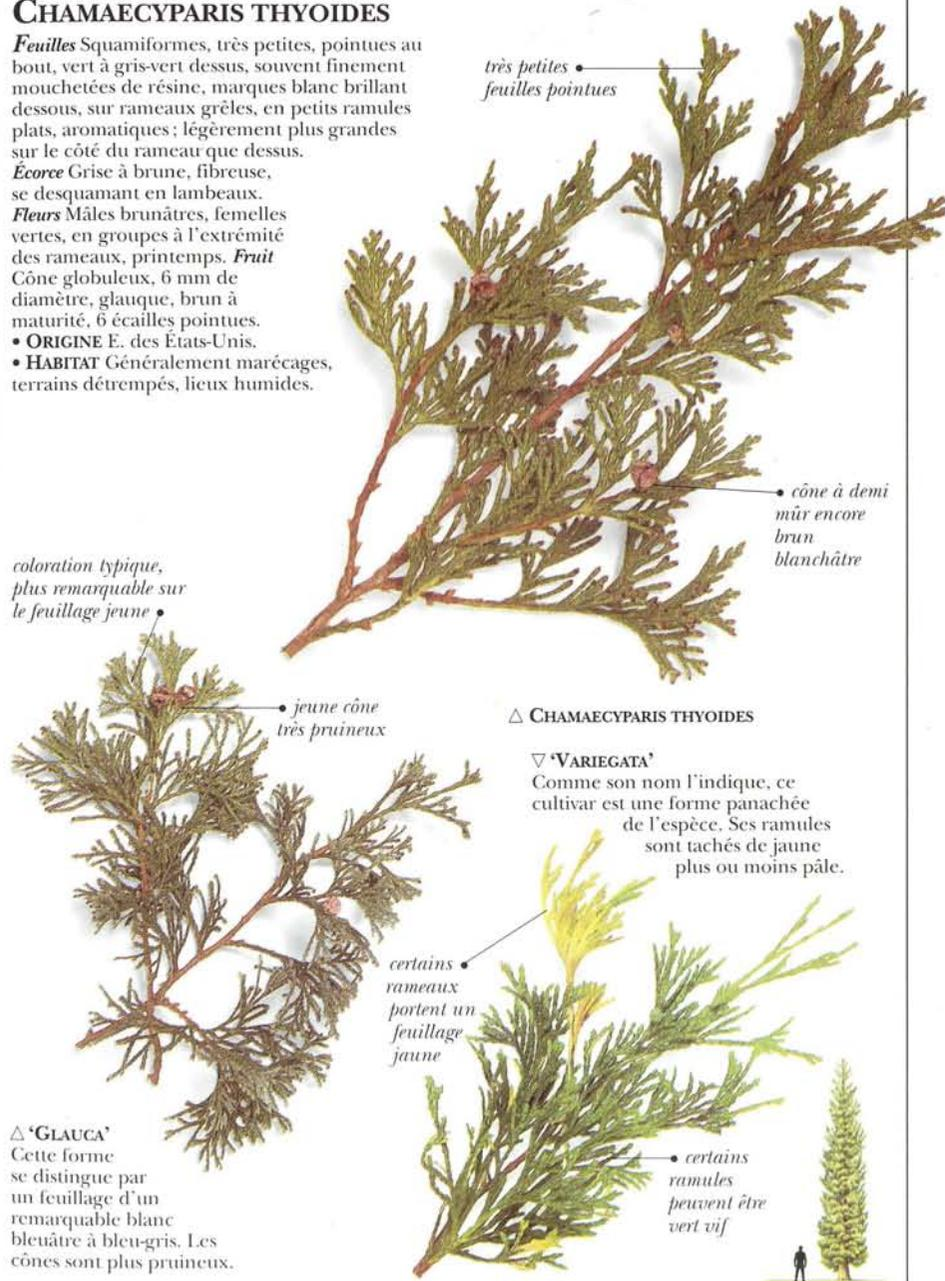 CHAMAECYPARIS THYOIDES
Feuilles Squamiformes, très petites, pointues au
bout, vert à gris-vert dessus, souvent finement
mouchetées de résine, marques blanc brillant
dessous, sur rameaux grêles, en petits ramules
plats, aromatiques ; légèrement plus grandes
sur le côté du rameau que dessus.
Écorce Grise à brune, fibreuse,
se desquamant en lambeaux.
Fleurs Mâles brunâtres, femelles
vertes, en groupes à l'extrémité
des rameaux, printemps. Fruit
Cône globuleux, 6 mm de
diamètre, glauque, brun à
maturité, 6 écailles pointues.
• ORIGINE E. des États-Unis.
• HABITAT Généralement marécages,
terrains détrempés, lieux humides.
très petites
feuilles pointues
cône à demi
mûr encore
brun
blanchâtre
coloration typique,
plus remarquable sur
le feuillage jeune
jeune cône
très pruineux
△ CHAMAECYPARIS THYOIDES
▽ 'VARIEGATA'
Comme son nom l'indique, ce
cultivar est une forme panachée
de l'espèce. Ses ramules
sont tachés de jaune
plus ou moins pâle.
certains
rameaux
portent un
feuillage
jaune
certains
ramules
peuvent être
vert vif
△ 'GLAUCA'
Cette forme
se distingue par
un feuillage d'un
remarquable blanc
bleuâtre à bleu-gris. Les
cônes sont plus pruineux.